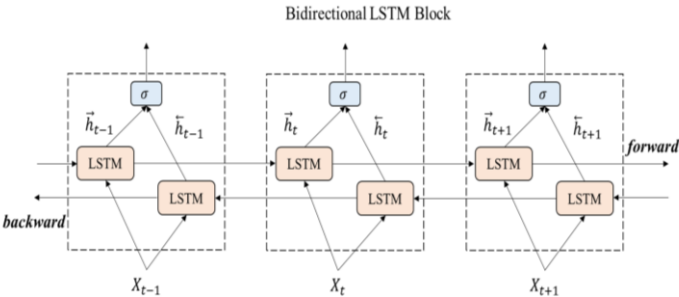 Bidirectional LSTM Block
σ σ σ
h⃗ₜ₋₁ h⃖ₜ₋₁ h⃗ₜ h⃖ₜ h⃗ₜ₊₁ h⃖ₜ₊₁
forward
LSTM LSTM LSTM
LSTM LSTM LSTM
backward
Xₜ₋₁ Xₜ Xₜ₊₁